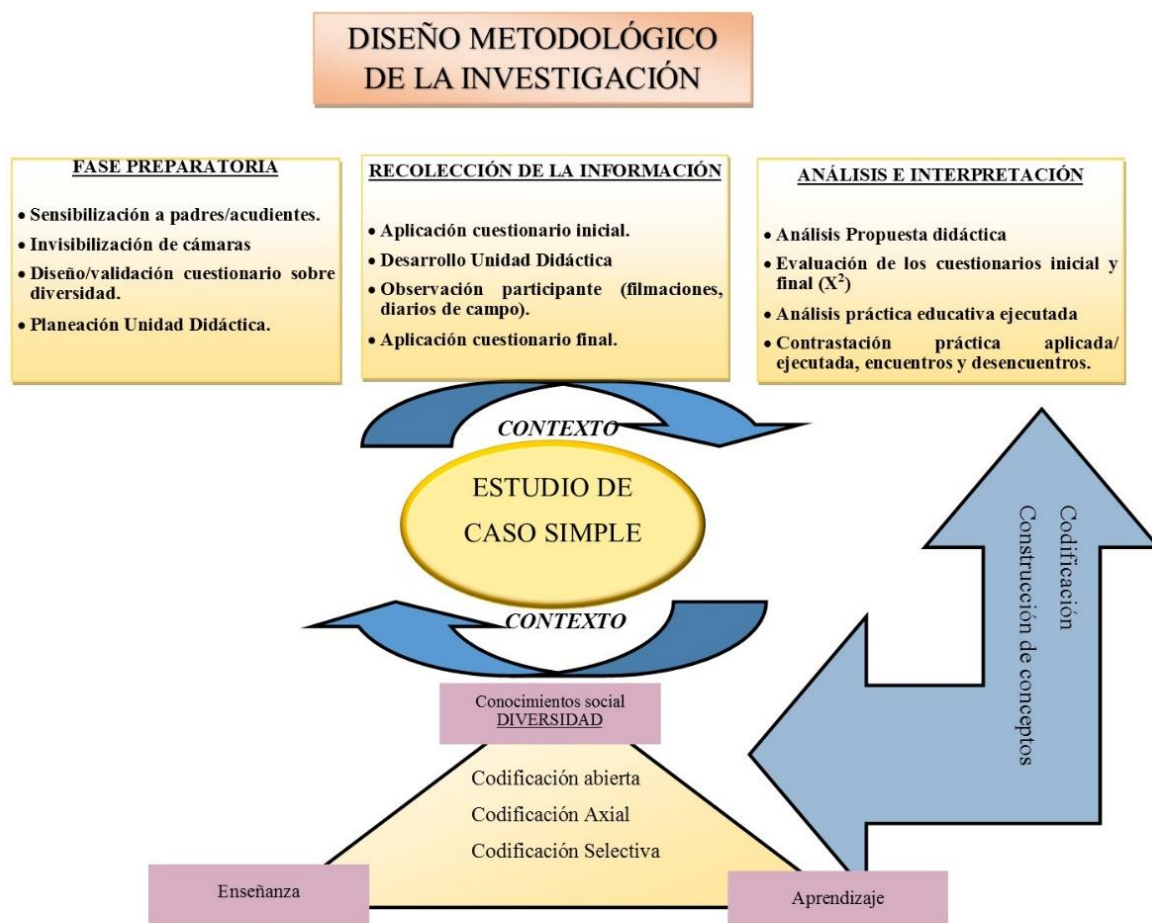 DISEÑO METODOLÓGICO
DE LA INVESTIGACIÓN
FASE PREPARATORIA
• Sensibilización a padres/acudientes.
• Invisibilización de cámaras
• Diseño/validación cuestionario sobre
diversidad.
• Planeación Unidad Didáctica.
RECOLECCIÓN DE LA INFORMACIÓN
• Aplicación cuestionario inicial.
• Desarrollo Unidad Didáctica
• Observación participante (filmaciones,
diarios de campo).
• Aplicación cuestionario final.
ANÁLISIS E INTERPRETACIÓN
• Análisis Propuesta didáctica
• Evaluación de los cuestionarios inicial y
final (X²)
• Análisis práctica educativa ejecutada
• Contrastación práctica aplicada/
ejecutada, encuentros y desencuentros.
CONTEXTO
ESTUDIO DE
CASO SIMPLE
CONTEXTO
Codificación
Construcción de conceptos
Conocimientos social
DIVERSIDAD
Codificación abierta
Codificación Axial
Codificación Selectiva
Enseñanza
Aprendizaje